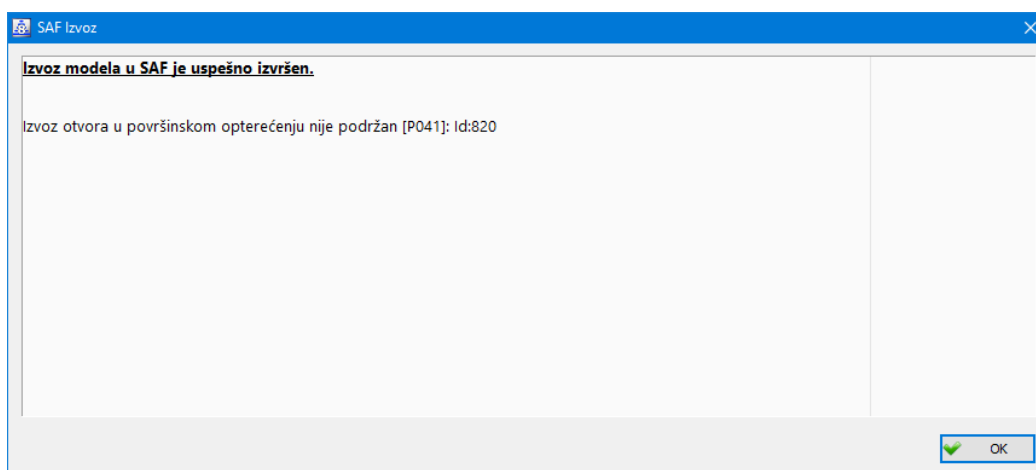 SAF Izvoz
Izvoz modela u SAF je uspešno izvršen.
Izvoz otvora u površinskom opterećenju nije podržan [P041]: Id:820
OK